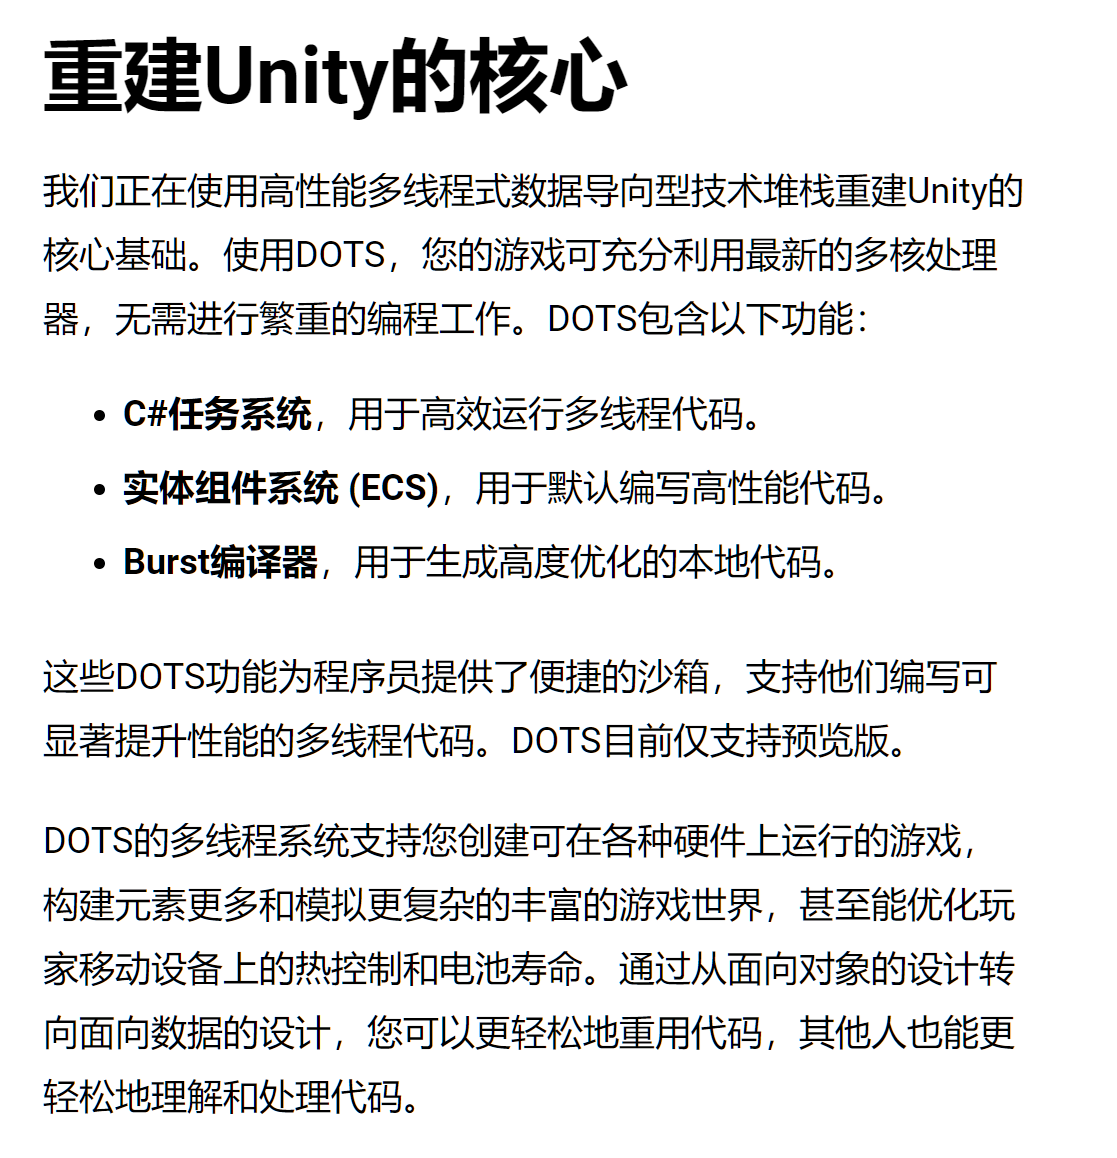 重建Unity的核心
我们正在使用高性能多线程式数据导向型技术堆栈重建Unity的
核心基础。使用DOTS，您的游戏可充分利用最新的多核处理
器，无需进行繁重的编程工作。DOTS包含以下功能：
• C#任务系统，用于高效运行多线程代码。
• 实体组件系统 (ECS)，用于默认编写高性能代码。
• Burst编译器，用于生成高度优化的本地代码。
这些DOTS功能为程序员提供了便捷的沙箱，支持他们编写可
显著提升性能的多线程代码。DOTS目前仅支持预览版。
DOTS的多线程系统支持您创建可在各种硬件上运行的游戏，
构建元素更多和模拟更复杂的丰富的游戏世界，甚至能优化玩
家移动设备上的热控制和电池寿命。通过从面向对象的设计转
向面向数据的设计，您可以更轻松地重用代码，其他人也能更
轻松地理解和处理代码。